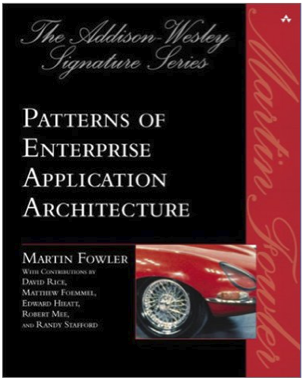 The Addison-Wesley
Signature Series
PATTERNS OF
ENTERPRISE
APPLICATION
ARCHITECTURE
MARTIN FOWLER
WITH CONTRIBUTIONS BY
DAVID RICE,
MATTHEW FOEMMEL,
EDWARD HIEATT,
ROBERT MEE,
AND RANDY STAFFORD
Martin Fowler